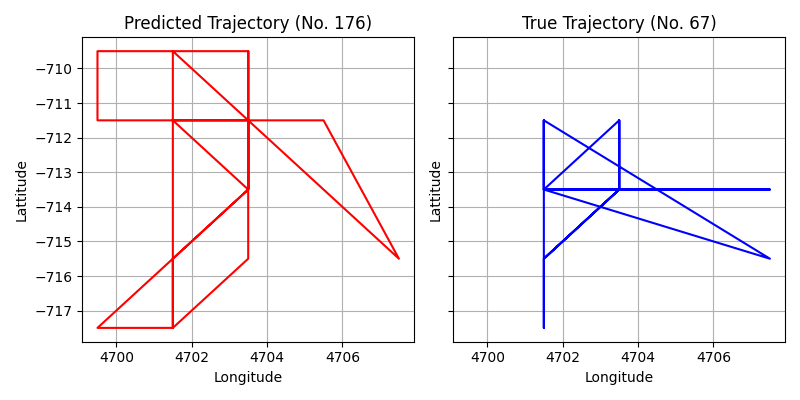 Predicted Trajectory (No. 176)
True Trajectory (No. 67)
Lattitude
−710
−711
−712
−713
−714
−715
−716
−717
4700
4702
4704
4706
Longitude
Lattitude
4700
4702
4704
4706
Longitude